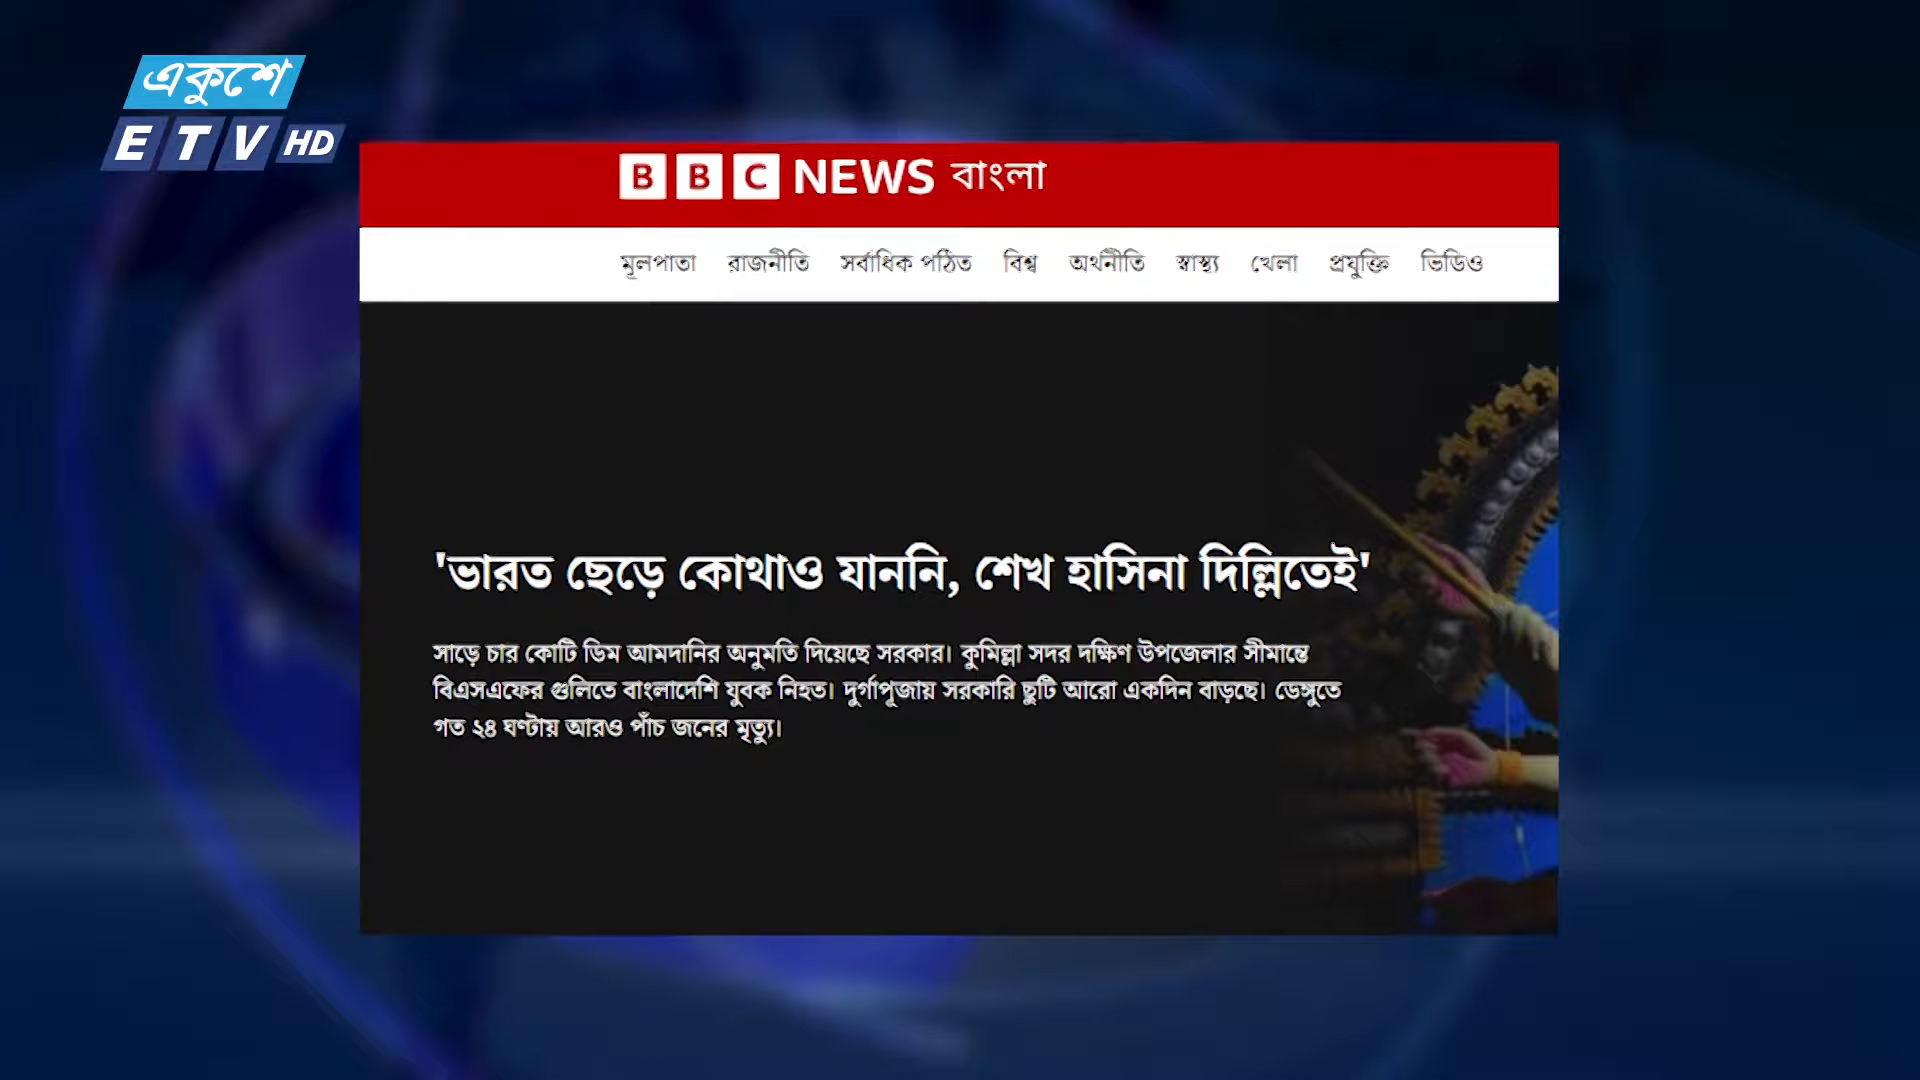 একুশে
ETV HD
BBC NEWS বাংলা
মূলপাতা রাজনীতি সর্বাধিক পঠিত বিশ্ব অর্থনীতি স্বাস্থ্য খেলা প্রযুক্তি ভিডিও
'ভারত ছেড়ে কোথাও যাননি, শেখ হাসিনা দিল্লিতেই'
সাড়ে চার কোটি ডিম আমদানির অনুমতি দিয়েছে সরকার। কুমিল্লা সদর দক্ষিণ উপজেলার সীমান্তে
বিএসএফের গুলিতে বাংলাদেশি যুবক নিহত। দুর্গাপূজায় সরকারি ছুটি আরো একদিন বাড়ছে। ডেঙ্গুতে
গত ২৪ ঘণ্টায় আরও পাঁচ জনের মৃত্যু।